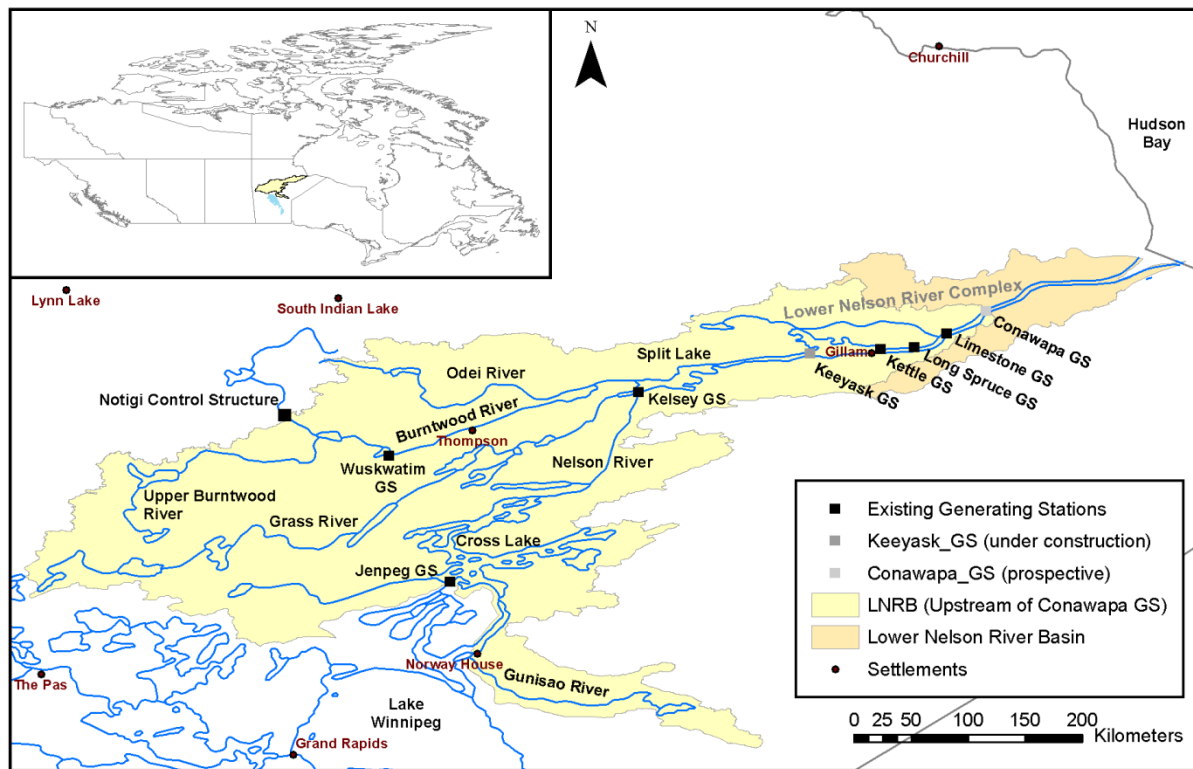 N
Churchill
Hudson
Bay
Lynn Lake
South Indian Lake
Lower Nelson River Complex
Conawapa GS
Limestone GS
Long Spruce GS
Kettle GS
Gillam
Keeyask GS
Split Lake
Odei River
Notigi Control Structure
Burntwood River
Kelsey GS
Thompson
Wuskwatim
GS
Nelson
River
Upper Burntwood
River
Grass River
Cross Lake
Jenpeg GS
Norway House
Gunisao River
The Pas
Lake
Winnipeg
Grand Rapids
Existing Generating Stations
Keeyask_GS (under construction)
Conawapa_GS (prospective)
LNRB (Upstream of Conawapa GS)
Lower Nelson River Basin
Settlements
0 25 50 100 150 200
Kilometers